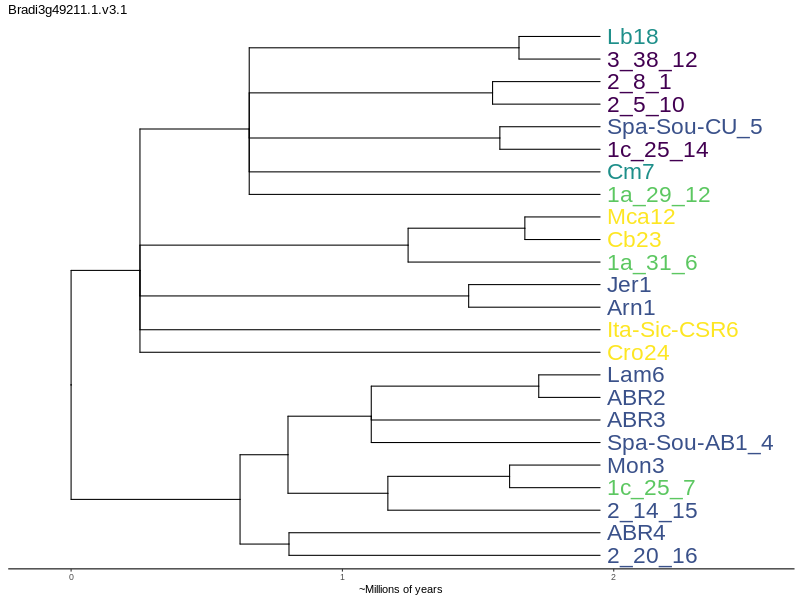 Bradi3g49211.1.v3.1
Lb18
3_38_12
2_8_1
2_5_10
Spa-Sou-CU_5
1c_25_14
Cm7
1a_29_12
Mca12
Cb23
1a_31_6
Jer1
Arn1
Ita-Sic-CSR6
Cro24
Lam6
ABR2
ABR3
Spa-Sou-AB1_4
Mon3
1c_25_7
2_14_15
ABR4
2_20_16
0 1 2
~Millions of years